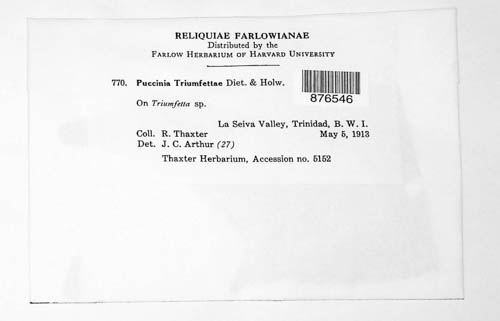 RELIQUIAE FARLOWIANAE
Distributed by the
FARLOW HERBARIUM OF HARVARD UNIVERSITY
770. Puccinia Triumfettae Diet. & Holw.
876546
On Triumfetta sp.
La Seiva Valley, Trinidad, B. W. I.
Coll. R. Thaxter May 5, 1913
Det. J. C. Arthur (27)
Thaxter Herbarium, Accession no. 5152